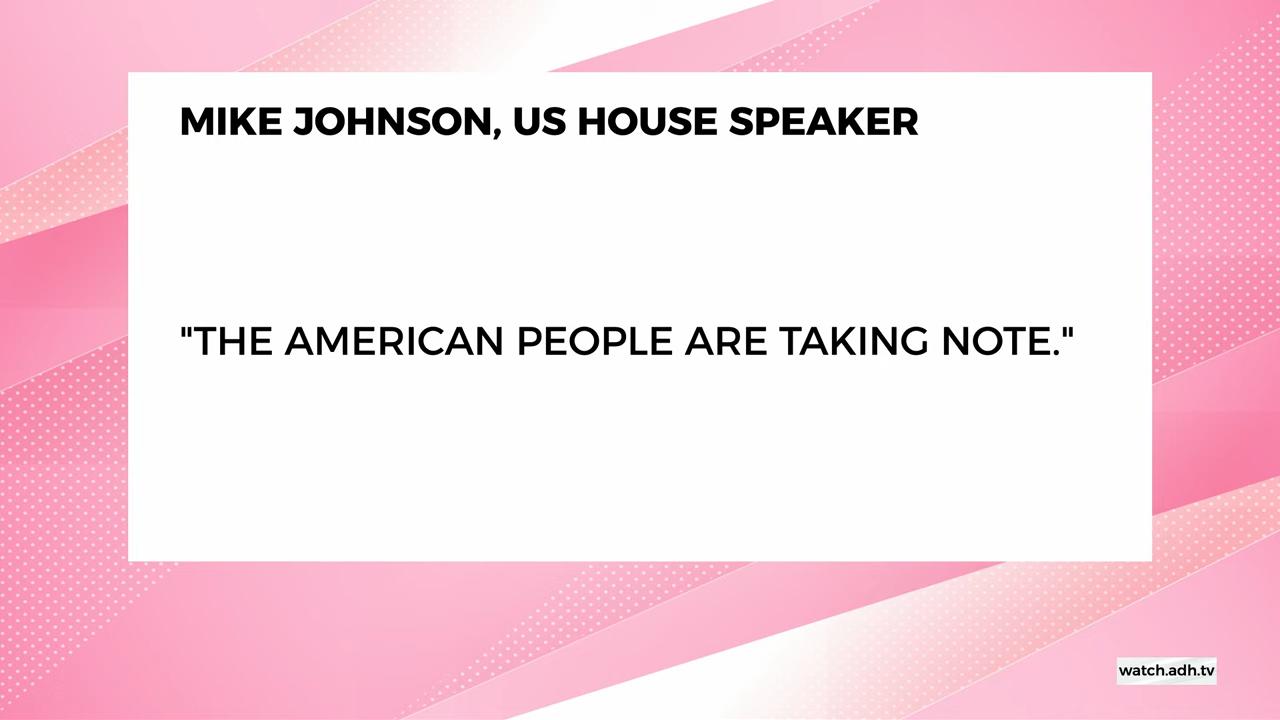 MIKE JOHNSON, US HOUSE SPEAKER
"THE AMERICAN PEOPLE ARE TAKING NOTE."
watch.adh.tv